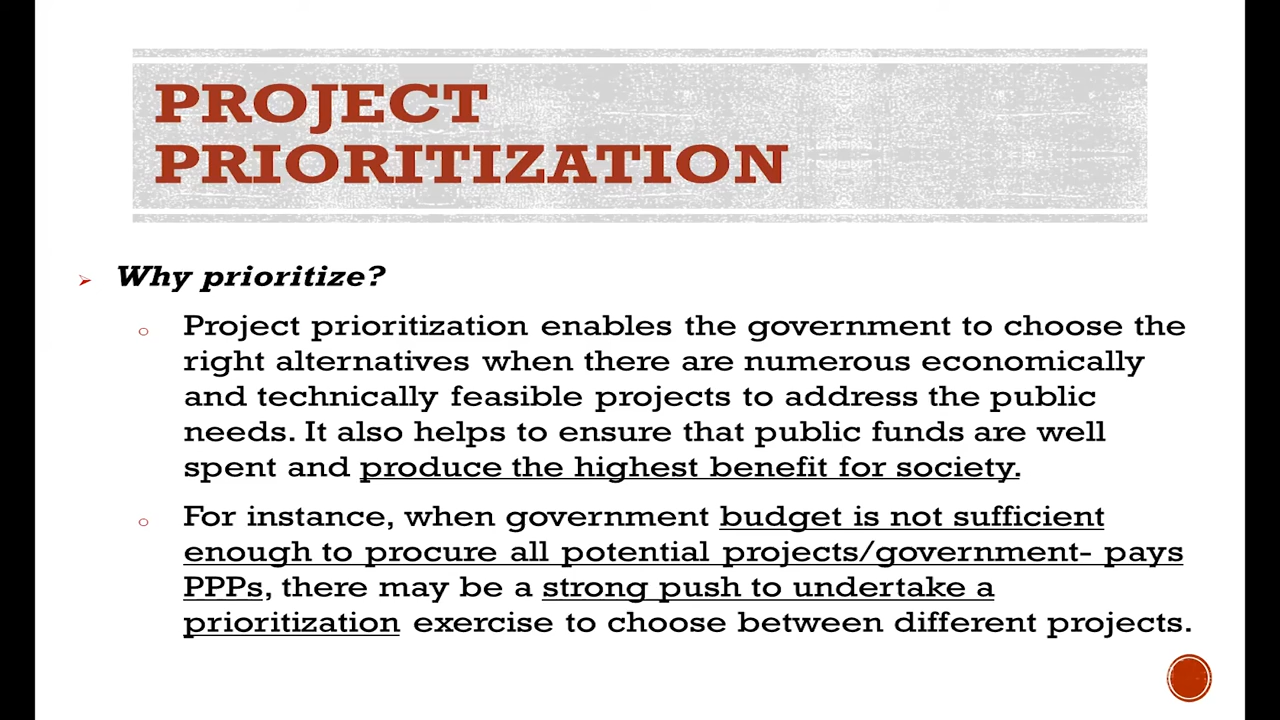 PROJECT
PRIORITIZATION
Why prioritize?
Project prioritization enables the government to choose the
right alternatives when there are numerous economically
and technically feasible projects to address the public
needs. It also helps to ensure that public funds are well
spent and produce the highest benefit for society.
For instance, when government budget is not sufficient
enough to procure all potential projects/government- pays
PPPs, there may be a strong push to undertake a
prioritization exercise to choose between different projects.